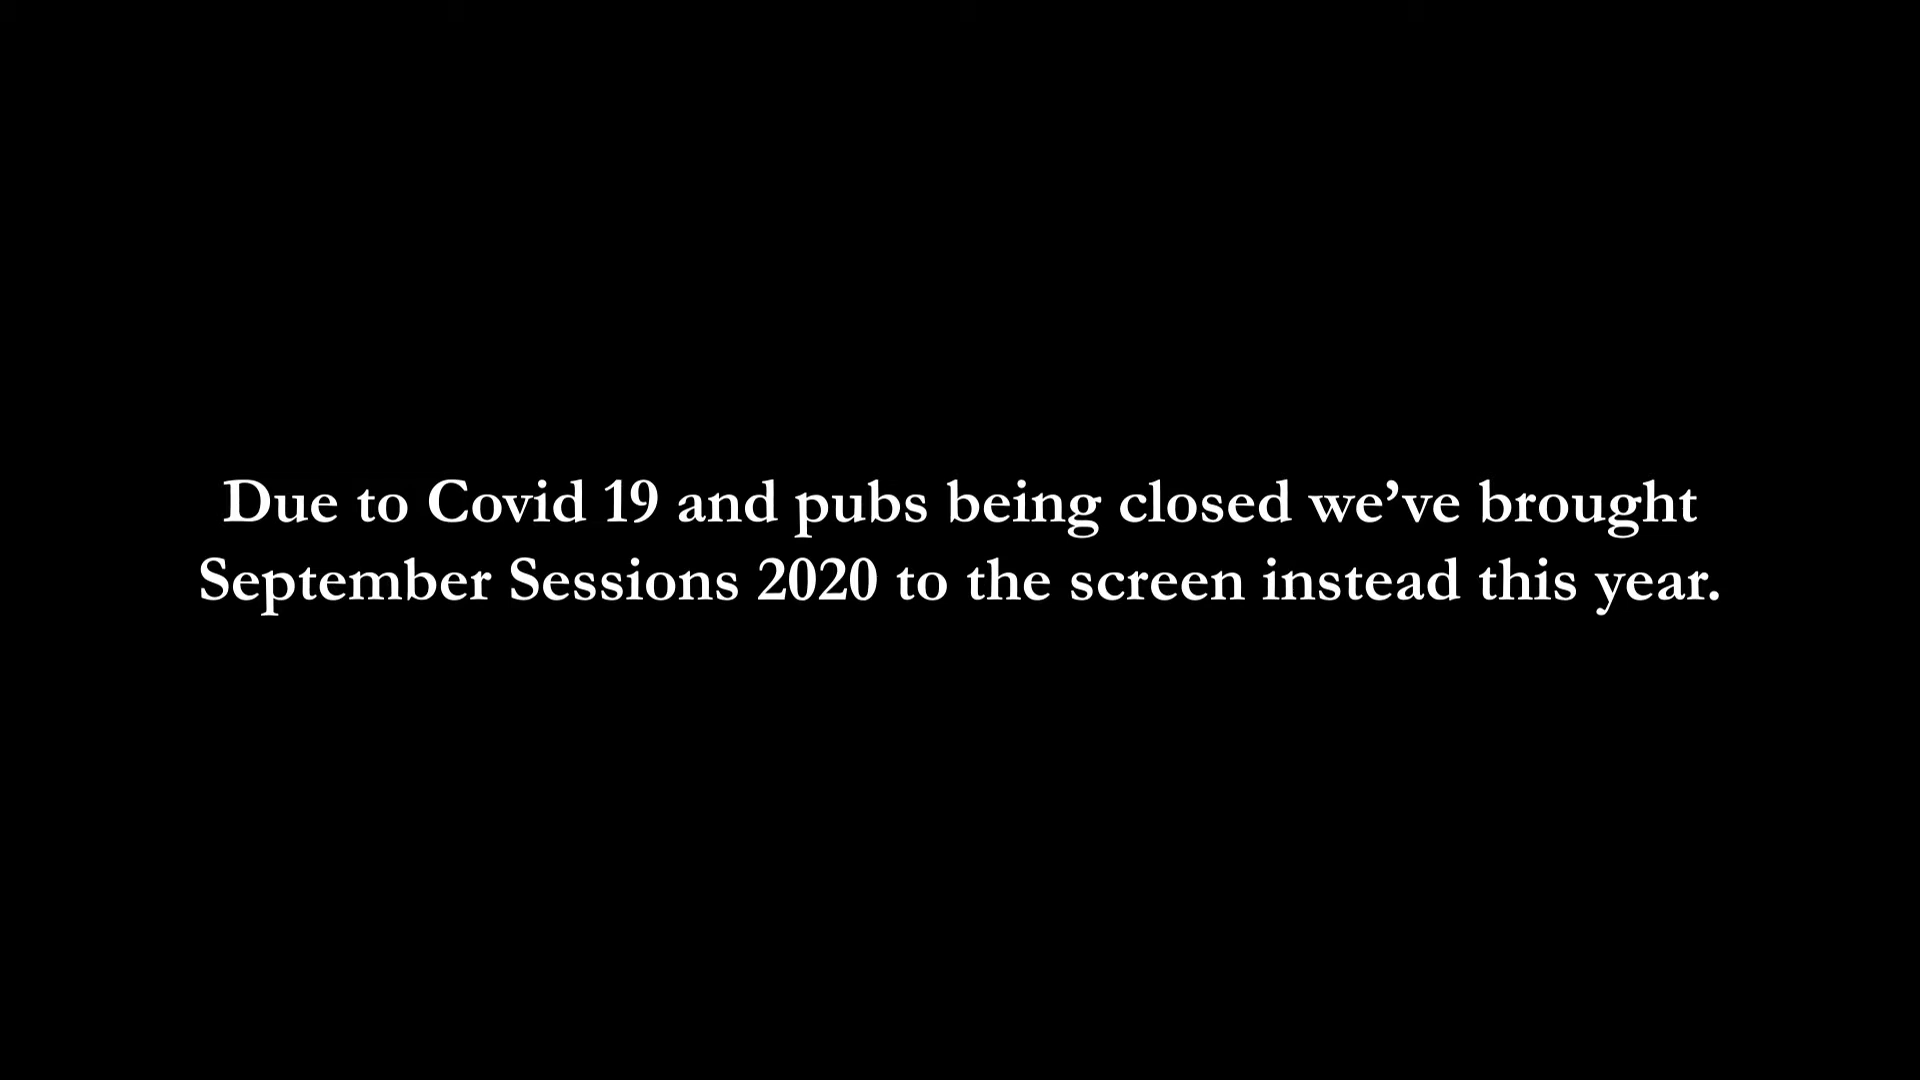 Due to Covid 19 and pubs being closed we’ve brought
September Sessions 2020 to the screen instead this year.